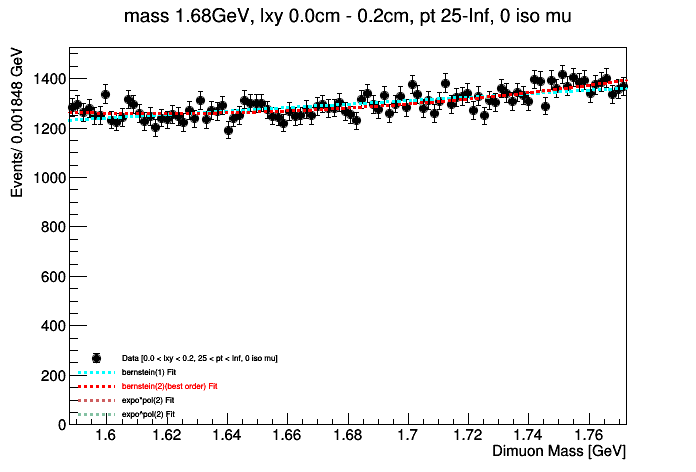 mass 1.68GeV, lxy 0.0cm - 0.2cm, pt 25-Inf, 0 iso mu
Events/ 0.001848 GeV
1400
1200
1000
800
600
400
200
0
Data [0.0 < lxy < 0.2, 25 < pt < Inf, 0 iso mu]
bernstein(1) Fit
bernstein(2)(best order) Fit
expo*pol(2) Fit
expo^pol(2) Fit
1.6 1.62 1.64 1.66 1.68 1.7 1.72 1.74 1.76
Dimuon Mass [GeV]